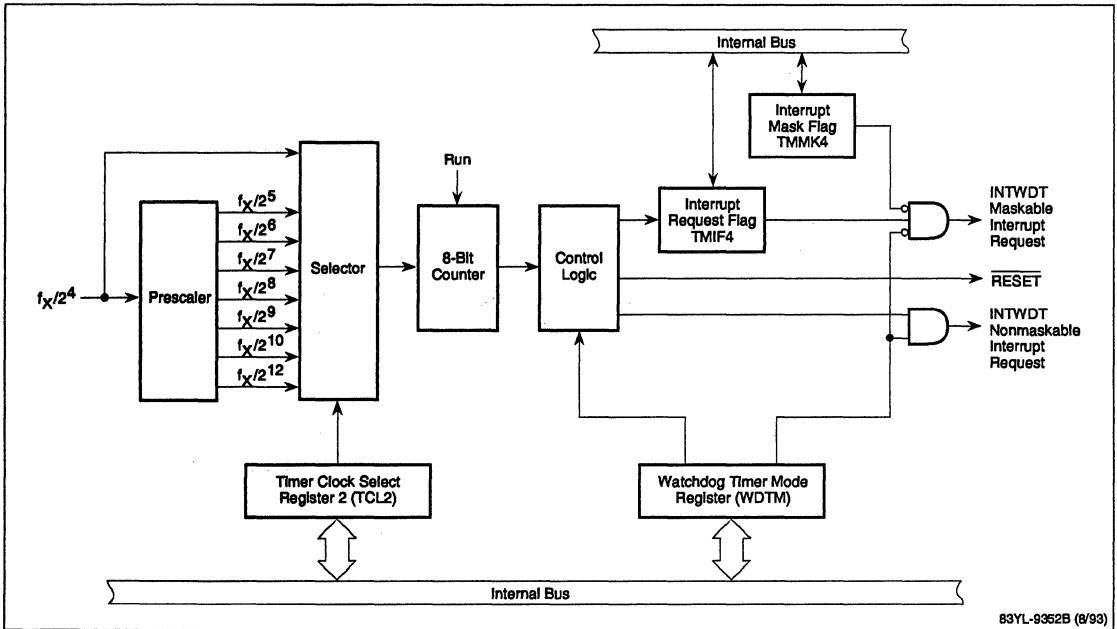 Internal Bus
Interrupt
Mask Flag
TMMK4
Run
fX/2^5
fX/2^6
fX/2^7
fX/2^8
fX/2^9
fX/2^10
fX/2^12
fX/2^4
Prescaler
Selector
8-Bit
Counter
Control
Logic
Interrupt
Request Flag
TMIF4
INTWDT
Maskable
Interrupt
Request
RESET
INTWDT
Nonmaskable
Interrupt
Request
Timer Clock Select
Register 2 (TCL2)
Watchdog Timer Mode
Register (WDTM)
Internal Bus
83YL-9352B (8/93)